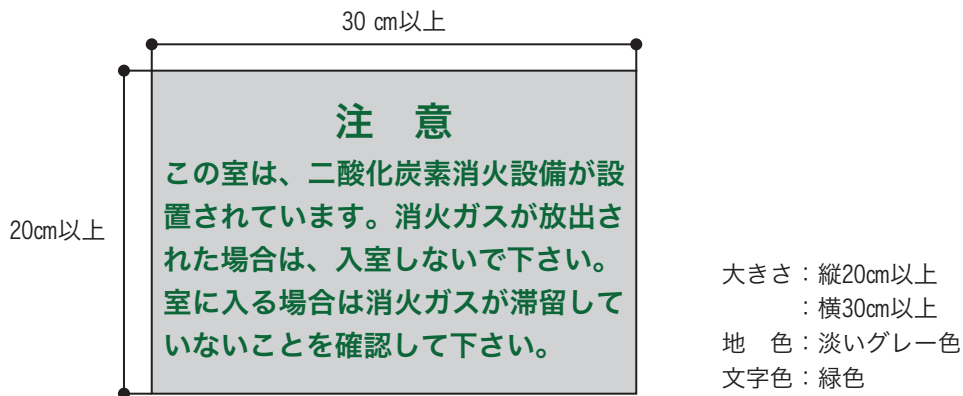 30 ㎝以上
20㎝以上
注　意
この室は、二酸化炭素消火設備が設
置されています。消火ガスが放出さ
れた場合は、入室しないで下さい。
室に入る場合は消火ガスが滞留して
いないことを確認して下さい。
大きさ：縦20㎝以上
：横30㎝以上
地　色：淡いグレー色
文字色：緑色